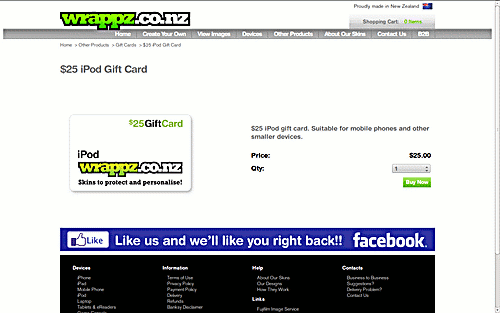 Proudly made in New Zealand
wrappz.co.nz
Shopping Cart: 0 Items
Home Create Your Own View Images Devices Other Products About Our Skins Contact Us B2B
Home > Other Products > Gift Cards > $25 iPod Gift Card
$25 iPod Gift Card
$25GiftCard
iPod
wrappz.co.nz
Skins to protect and personalise!
$25 iPod gift card. Suitable for mobile phones and other
smaller devices.
Price: $25.00
Qty: 1
Buy Now
Like Like us and we'll like you right back!! facebook.
Devices
iPhone
iPad
Mobile Phone
iPod
Laptop
Tablets & eReaders
Information
Terms of Use
Privacy Policy
Payment Policy
Delivery
Refunds
Banksy Disclaimer
Help
About Our Skins
Our Designs
How They Work
Links
Fujifilm Image Service
Contacts
Business to Business
Suggestions?
Delivery Problem?
Contact Us